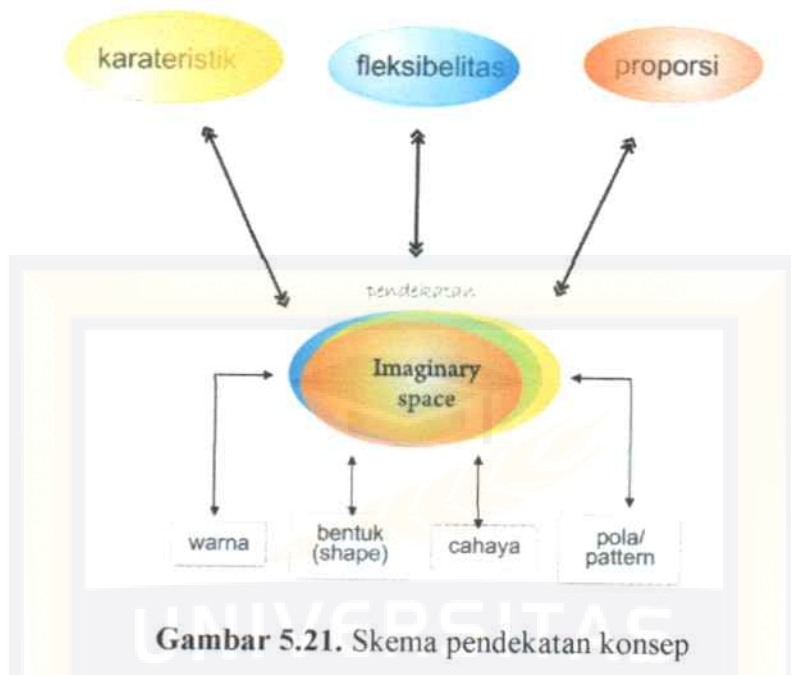 karateristik fleksibelitas proporsi
pendekatan
Imaginary
space
warna
bentuk
(shape)
cahaya
pola/
pattern
UNIVERSITAS
Gambar 5.21. Skema pendekatan konsep